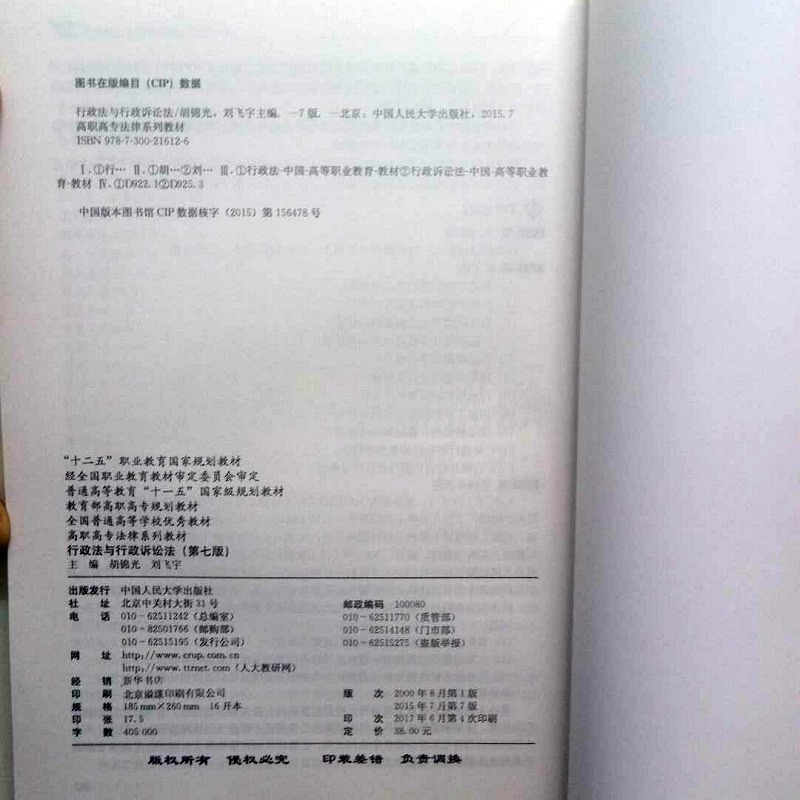 图书在版编目（CIP）数据
行政法与行政诉讼法/胡锦光，刘飞宇主编. —7版. —北京：中国人民大学出版社，2015.7
高职高专法律系列教材
ISBN 978-7-300-21612-6
Ⅰ.①行… Ⅱ.①胡…②刘… Ⅲ.①行政法-中国-高等职业教育-教材②行政诉讼法-中国-高等职业教
育-教材 Ⅳ.①D922.1②D925.3
中国版本图书馆CIP数据核字（2015）第156478号
“十二五”职业教育国家规划教材
经全国职业教育教材审定委员会审定
普通高等教育“十一五”国家级规划教材
教育部高职高专规划教材
全国普通高等学校优秀教材
高职高专法律系列教材
行政法与行政诉讼法（第七版）
主 编 胡锦光 刘飞宇
出版发行 中国人民大学出版社
社 址 北京中关村大街31号 邮政编码 100080
电 话 010-62511242（总编室） 010-62511770（质管部）
010-82501766（邮购部） 010-62514148（门市部）
010-62515195（发行公司） 010-62515275（盗版举报）
网 址 http://www.crup.com.cn
http://www.ttrnet.com（人大教研网）
经 销 新华书店
印 刷 北京溢漾印刷有限公司 版 次 2000年8月第1版
规 格 185 mm×260 mm 16开本 2015年7月第7版
印 张 17.5 印 次 2017年6月第4次印刷
字 数 405 000 定 价 38.00元
版权所有 侵权必究 印装差错 负责调换